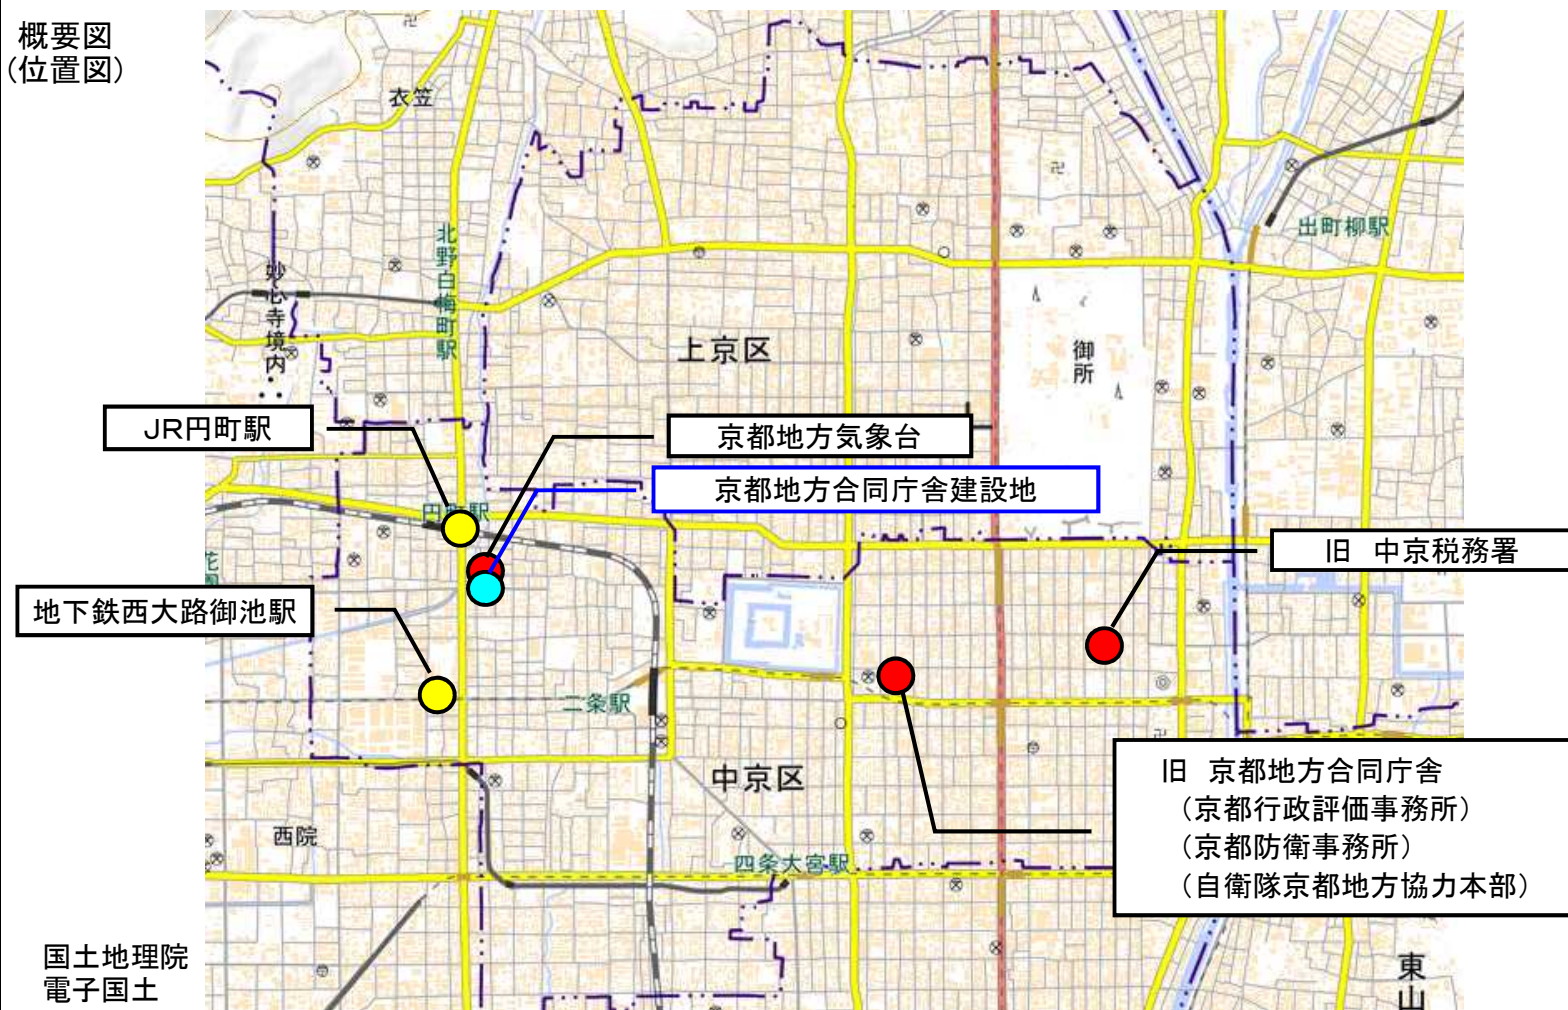 概要図
(位置図)
衣笠
出町柳駅
北野白梅町駅
妙心寺境内
上京区
御所
JR円町駅
京都地方気象台
京都地方合同庁舎建設地
円町駅
旧 中京税務署
花園
地下鉄西大路御池駅
二条駅
中京区
旧 京都地方合同庁舎
(京都行政評価事務所)
(京都防衛事務所)
(自衛隊京都地方協力本部)
西院
四条大宮駅
国土地理院
電子国土
東山